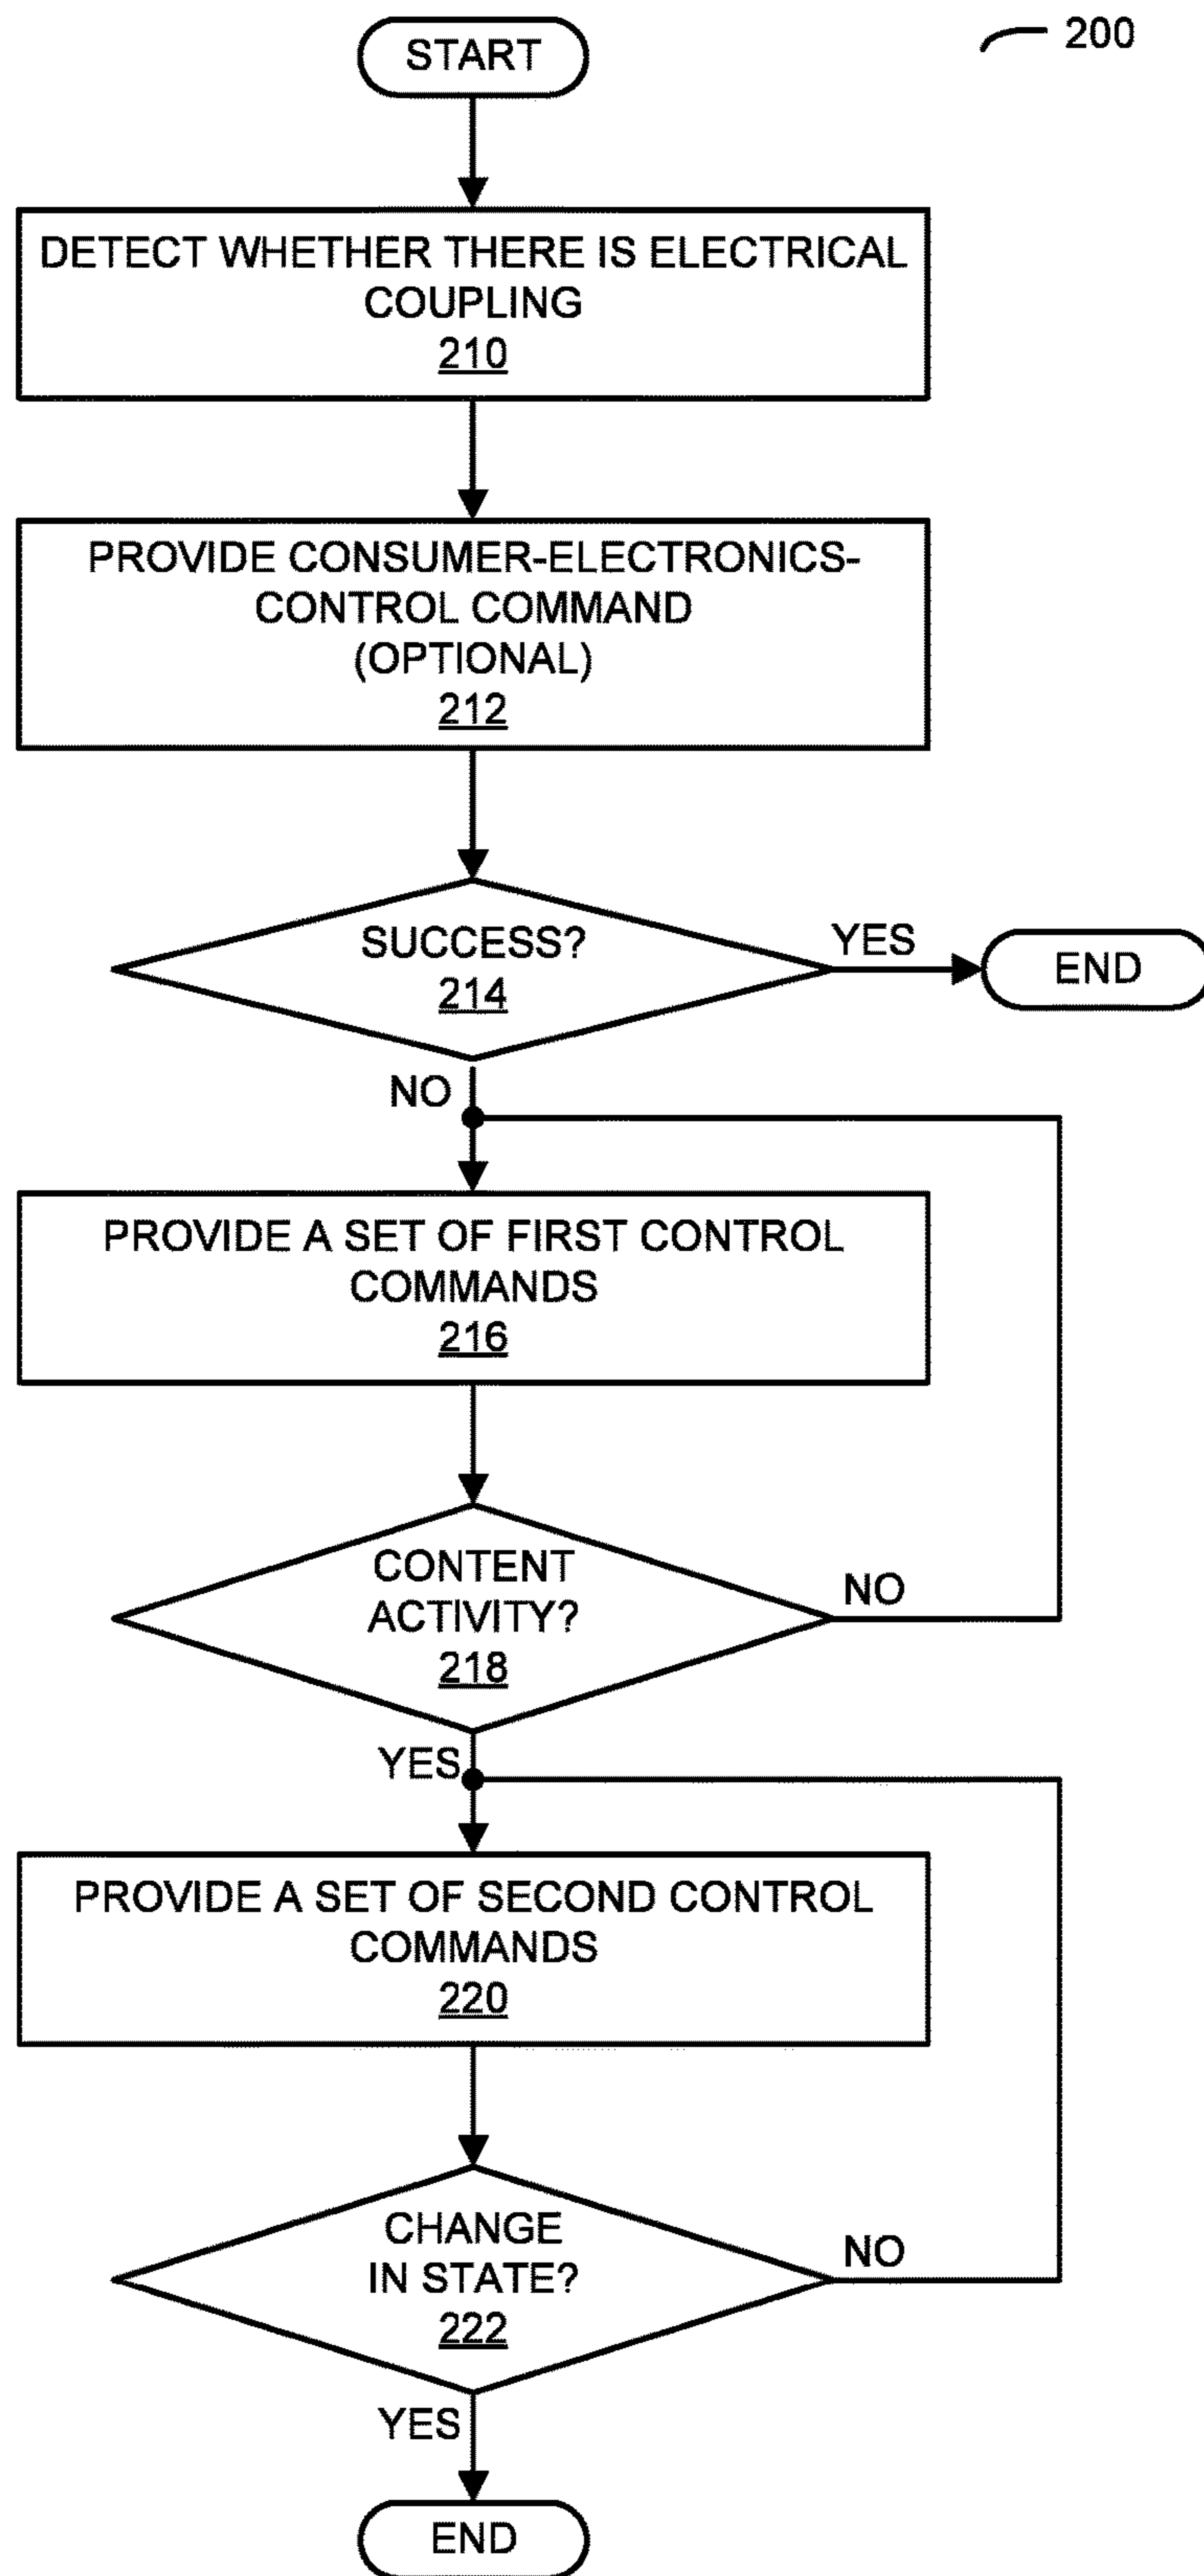 START
200
DETECT WHETHER THERE IS ELECTRICAL
COUPLING
210
PROVIDE CONSUMER-ELECTRONICS-
CONTROL COMMAND
(OPTIONAL)
212
SUCCESS?
214
YES
END
NO
PROVIDE A SET OF FIRST CONTROL
COMMANDS
216
CONTENT
ACTIVITY?
218
NO
YES
PROVIDE A SET OF SECOND CONTROL
COMMANDS
220
CHANGE
IN STATE?
222
NO
YES
END